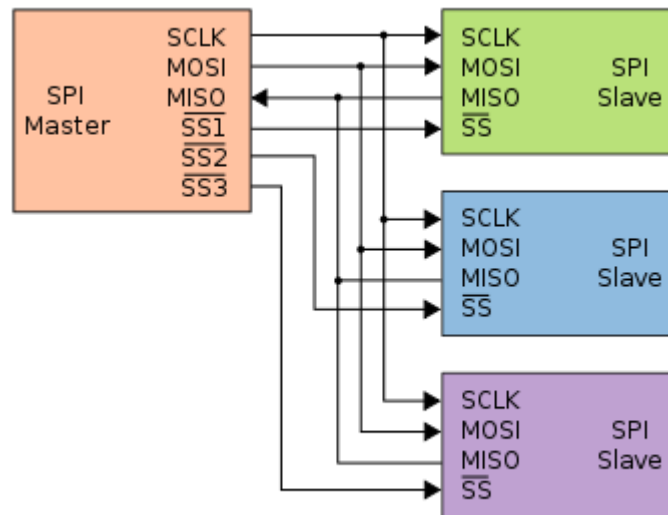 SPI
Master
SCLK
MOSI
MISO
SS1
SS2
SS3
SCLK
MOSI
MISO
SS
SPI
Slave
SCLK
MOSI
MISO
SS
SPI
Slave
SCLK
MOSI
MISO
SS
SPI
Slave